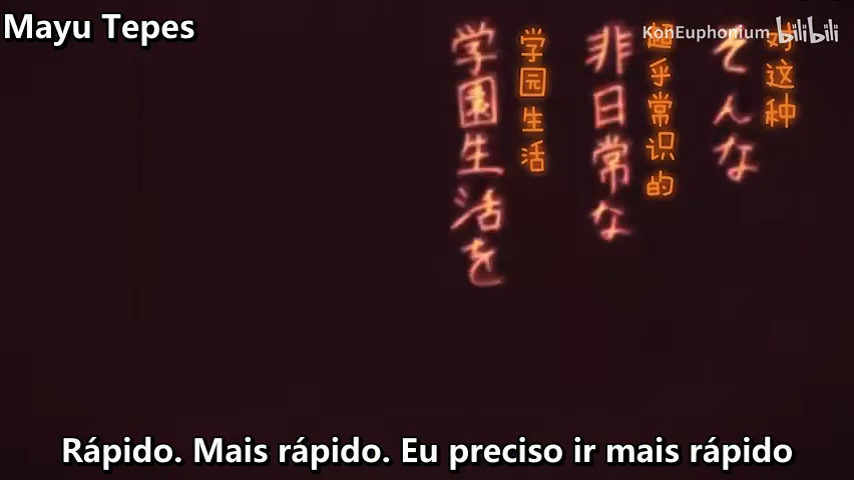 Mayu Tepes
KonEuphonium bilibili
对这种
そんな
超乎常识的
非日常な
学园生活
学園生活を
Rápido. Mais rápido. Eu preciso ir mais rápido